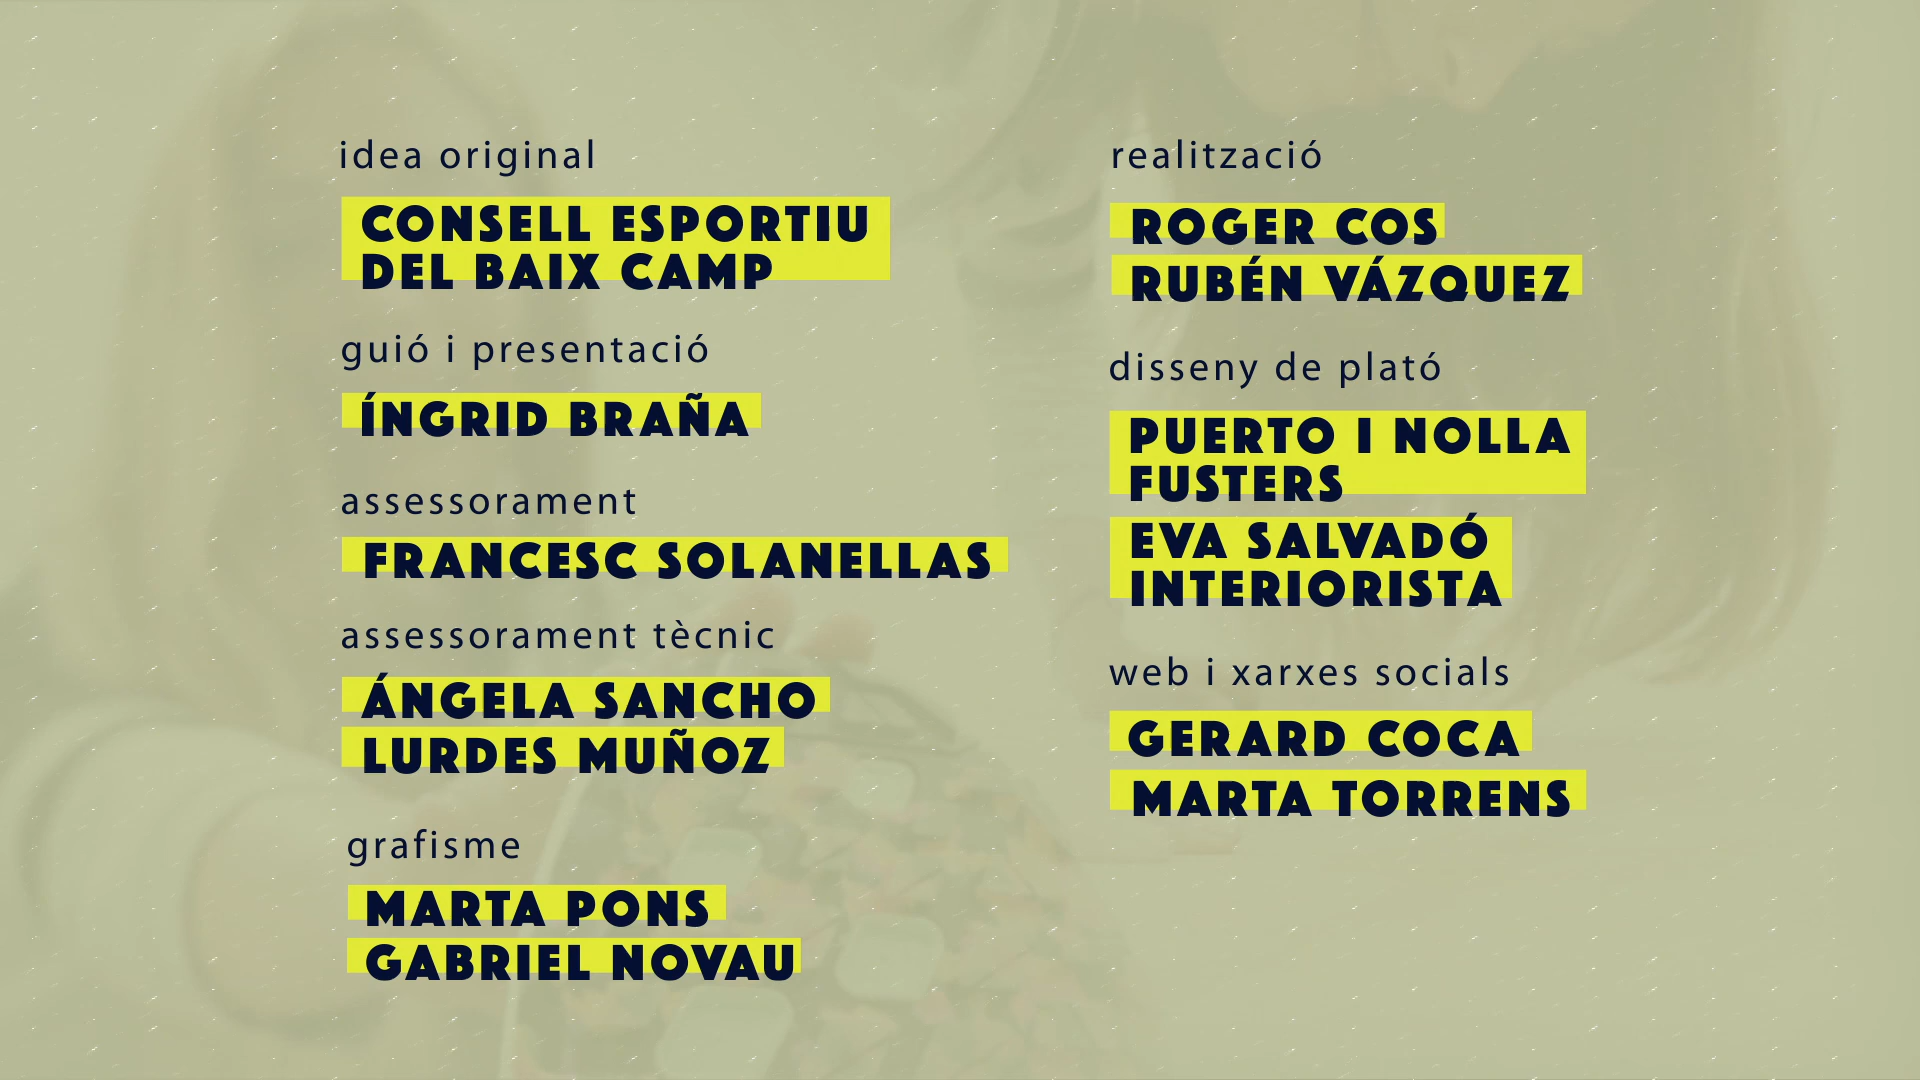 idea original
CONSELL ESPORTIU
DEL BAIX CAMP
guió i presentació
ÍNGRID BRAÑA
assessorament
FRANCESC SOLANELLAS
assessorament tècnic
ÁNGELA SANCHO
LURDES MUÑOZ
grafisme
MARTA PONS
GABRIEL NOVAU
realització
ROGER COS
RUBÉN VÁZQUEZ
disseny de plató
PUERTO I NOLLA
FUSTERS
EVA SALVADÓ
INTERIORISTA
web i xarxes socials
GERARD COCA
MARTA TORRENS